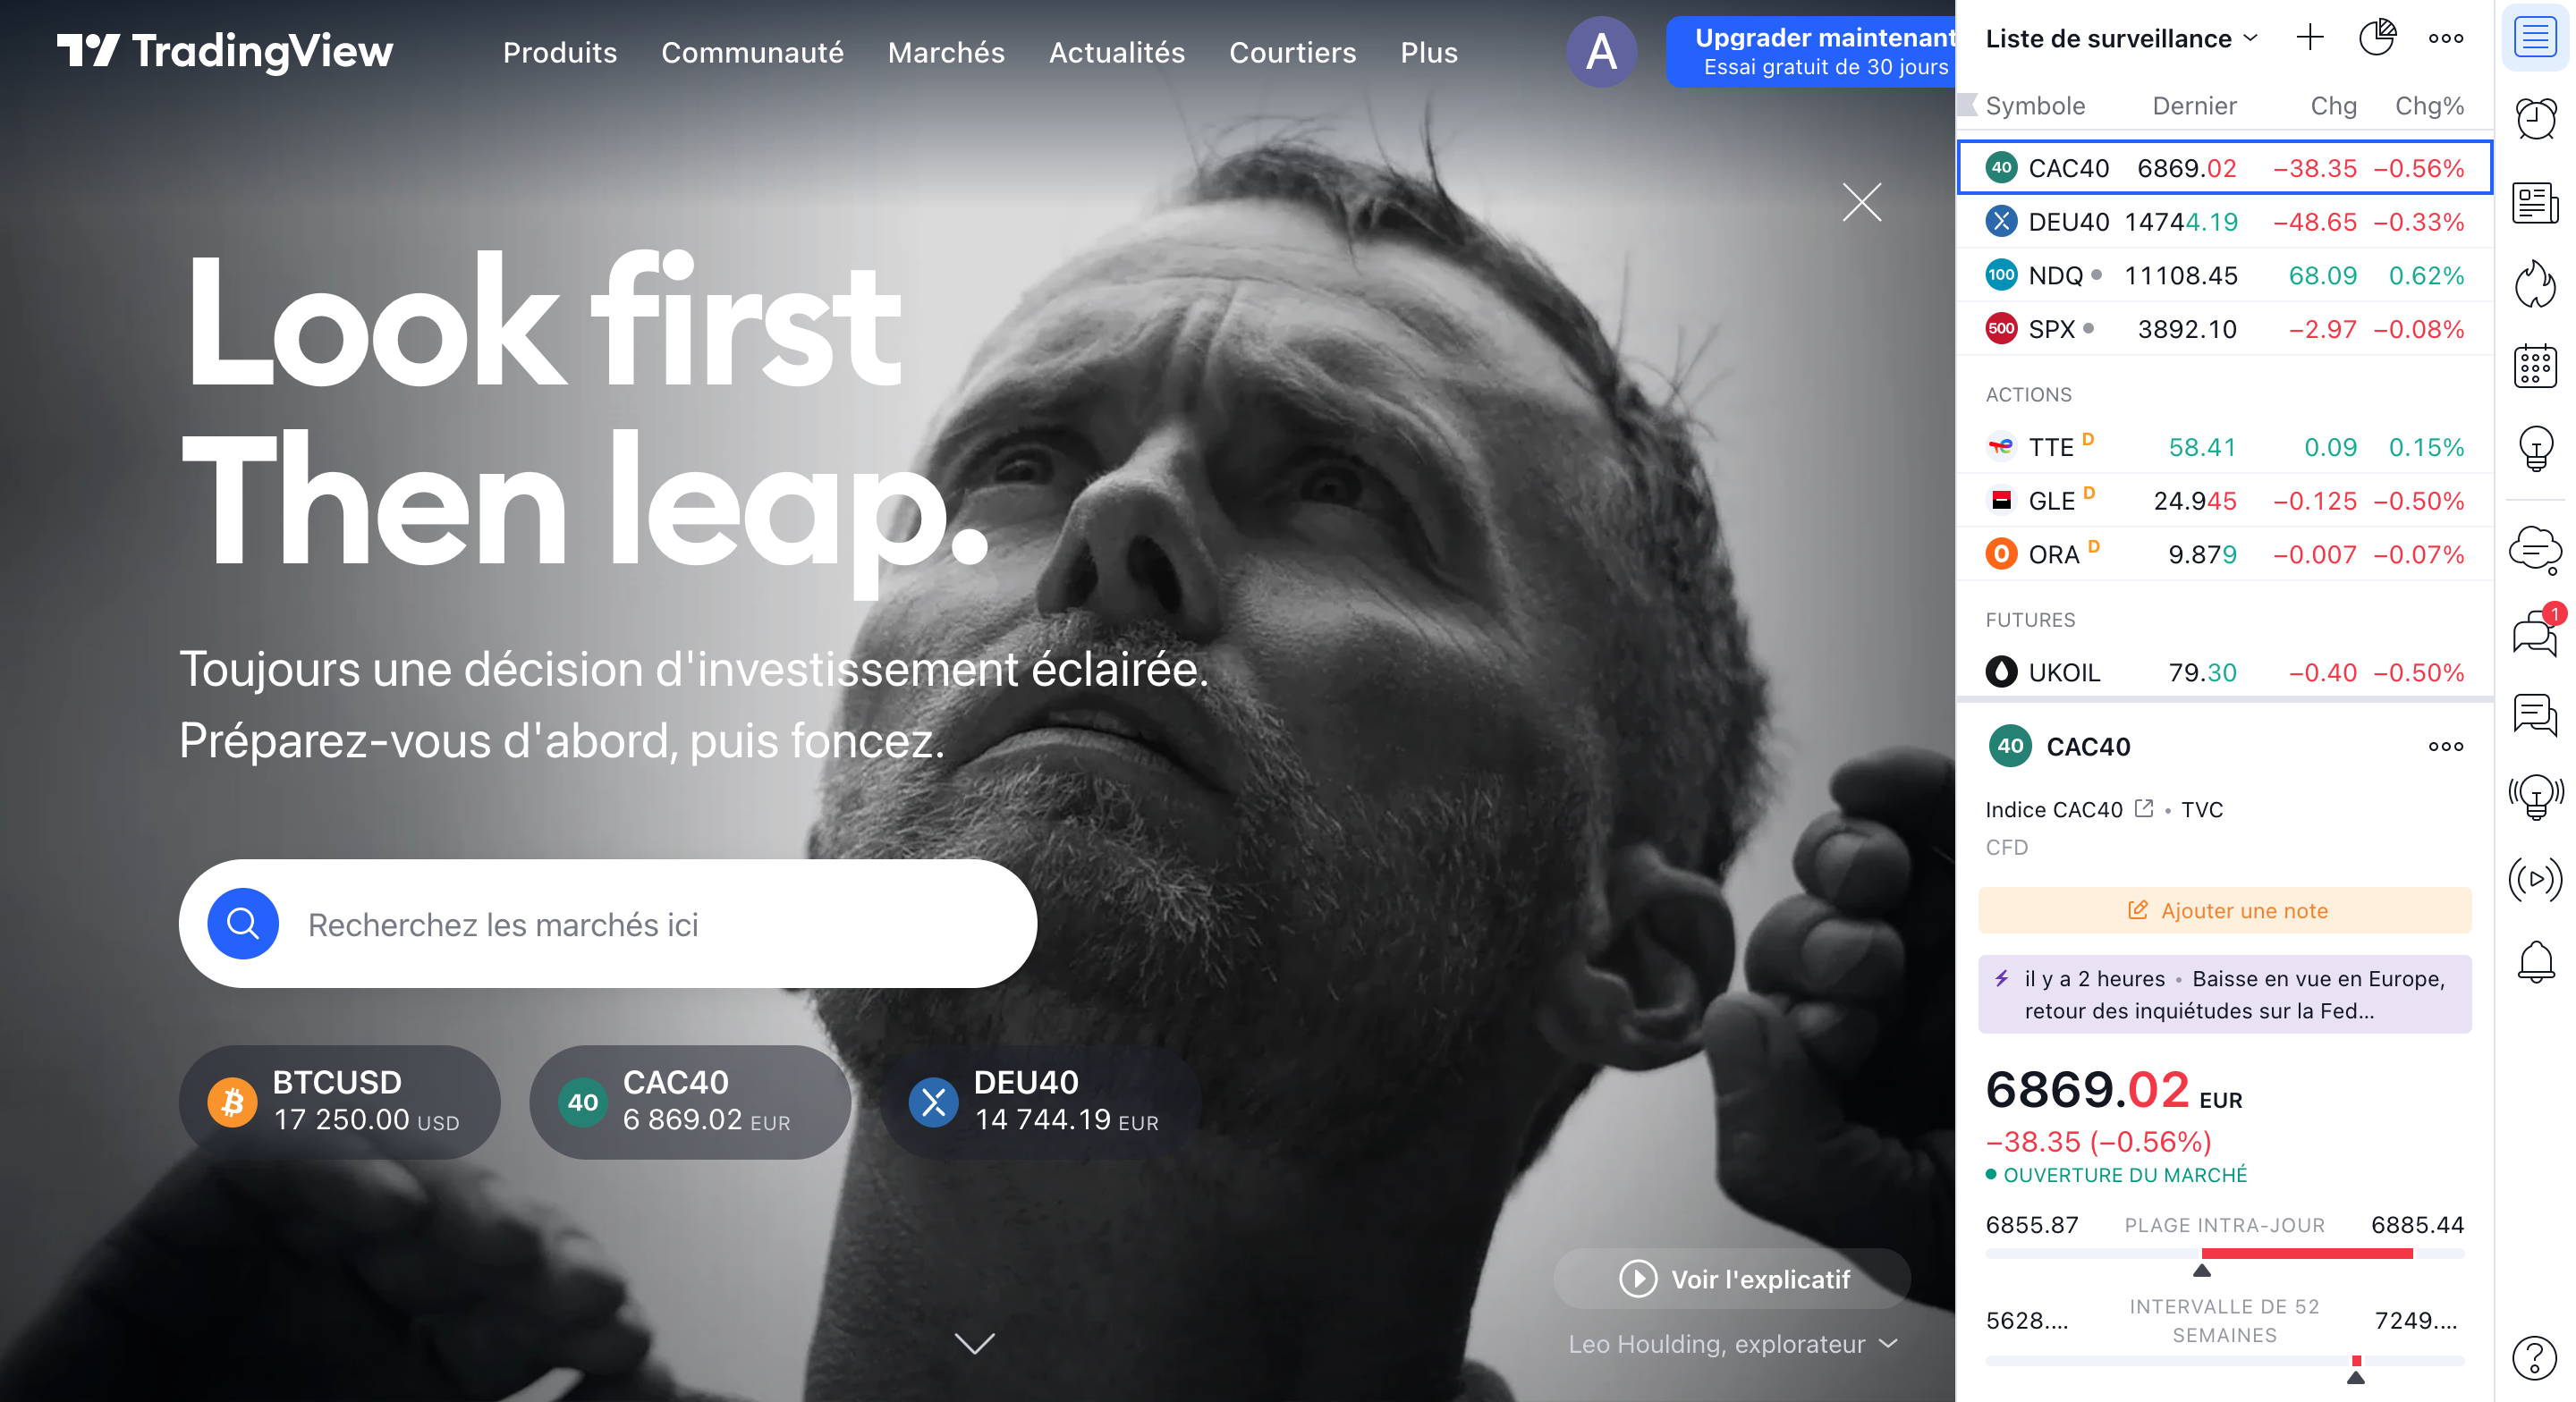 TradingView
Produits
Communauté
Marchés
Actualités
Courtiers
Plus
A
Upgrader maintenant
Essai gratuit de 30 jours
Look first
Then leap.
Toujours une décision d'investissement éclairée.
Préparez-vous d'abord, puis foncez.
Recherchez les marchés ici
BTCUSD
17 250.00 USD
40 CAC40
6 869.02 EUR
DEU40
14 744.19 EUR
Voir l'explicatif
Leo Houlding, explorateur
Liste de surveillance
Symbole Dernier Chg Chg%
40 CAC40 6869.02 −38.35 −0.56%
DEU40 14744.19 −48.65 −0.33%
100 NDQ 11108.45 68.09 0.62%
500 SPX 3892.10 −2.97 −0.08%
ACTIONS
TTE D 58.41 0.09 0.15%
GLE D 24.945 −0.125 −0.50%
ORA D 9.879 −0.007 −0.07%
FUTURES
UKOIL 79.30 −0.40 −0.50%
40 CAC40
Indice CAC40 • TVC
CFD
Ajouter une note
il y a 2 heures • Baisse en vue en Europe,
retour des inquiétudes sur la Fed...
6869.02 EUR
−38.35 (−0.56%)
OUVERTURE DU MARCHÉ
6855.87 PLAGE INTRA-JOUR 6885.44
5628.... INTERVALLE DE 52 SEMAINES 7249....
1
?